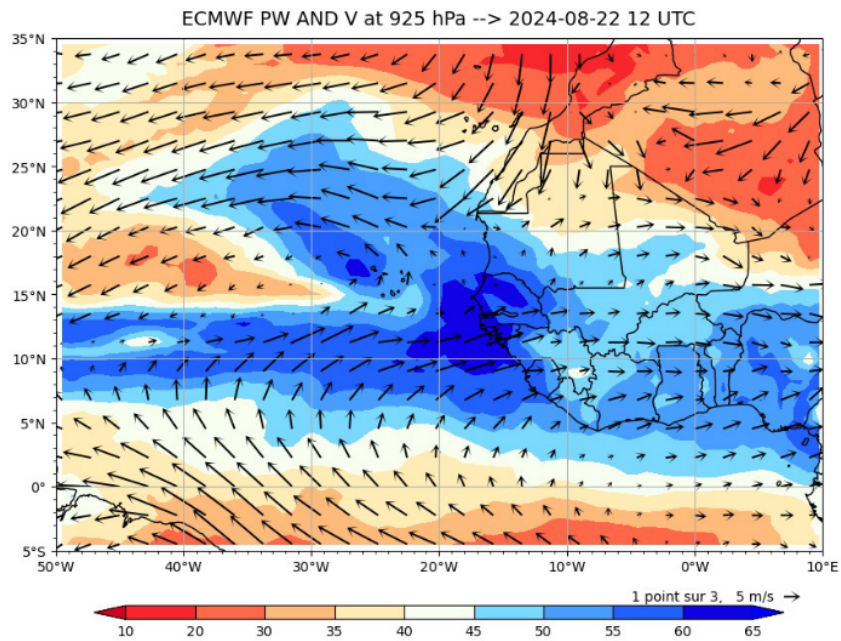 ECMWF PW AND V at 925 hPa --> 2024-08-22 12 UTC
35°N
30°N
25°N
20°N
15°N
10°N
5°N
0°
5°S
50°W 40°W 30°W 20°W 10°W 0°W 10°E
1 point sur 3, 5 m/s
10 20 30 35 40 45 50 55 60 65